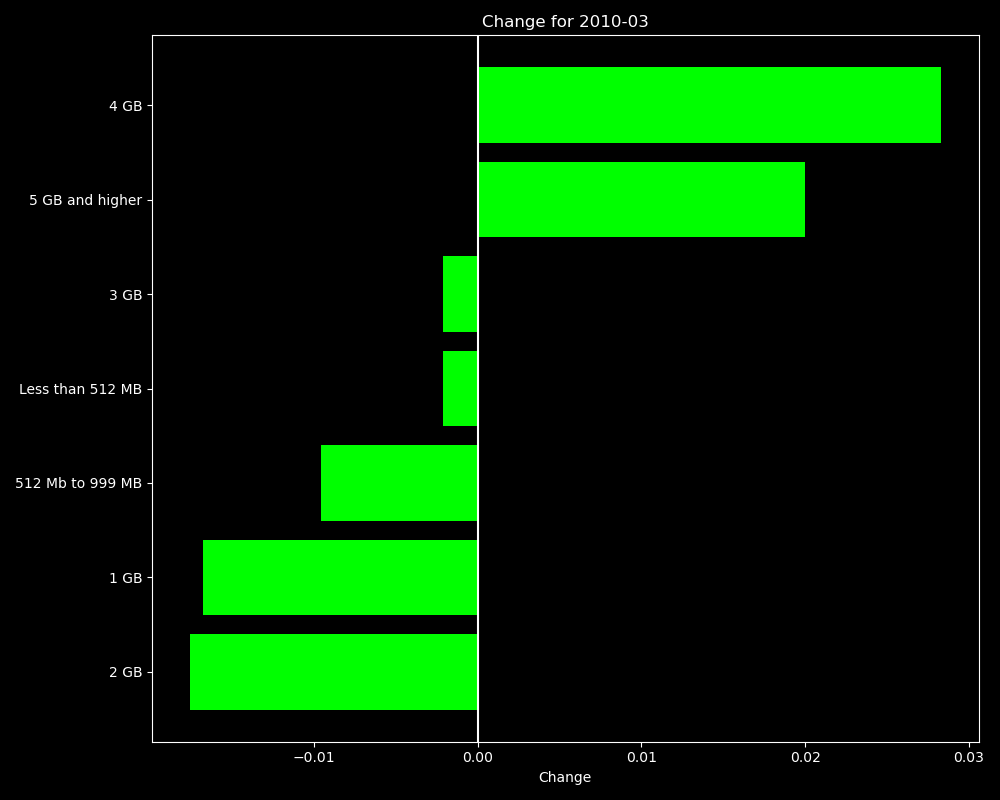 Change for 2010-03
4 GB
5 GB and higher
3 GB
Less than 512 MB
512 Mb to 999 MB
1 GB
2 GB
−0.01 0.00 0.01 0.02 0.03
Change